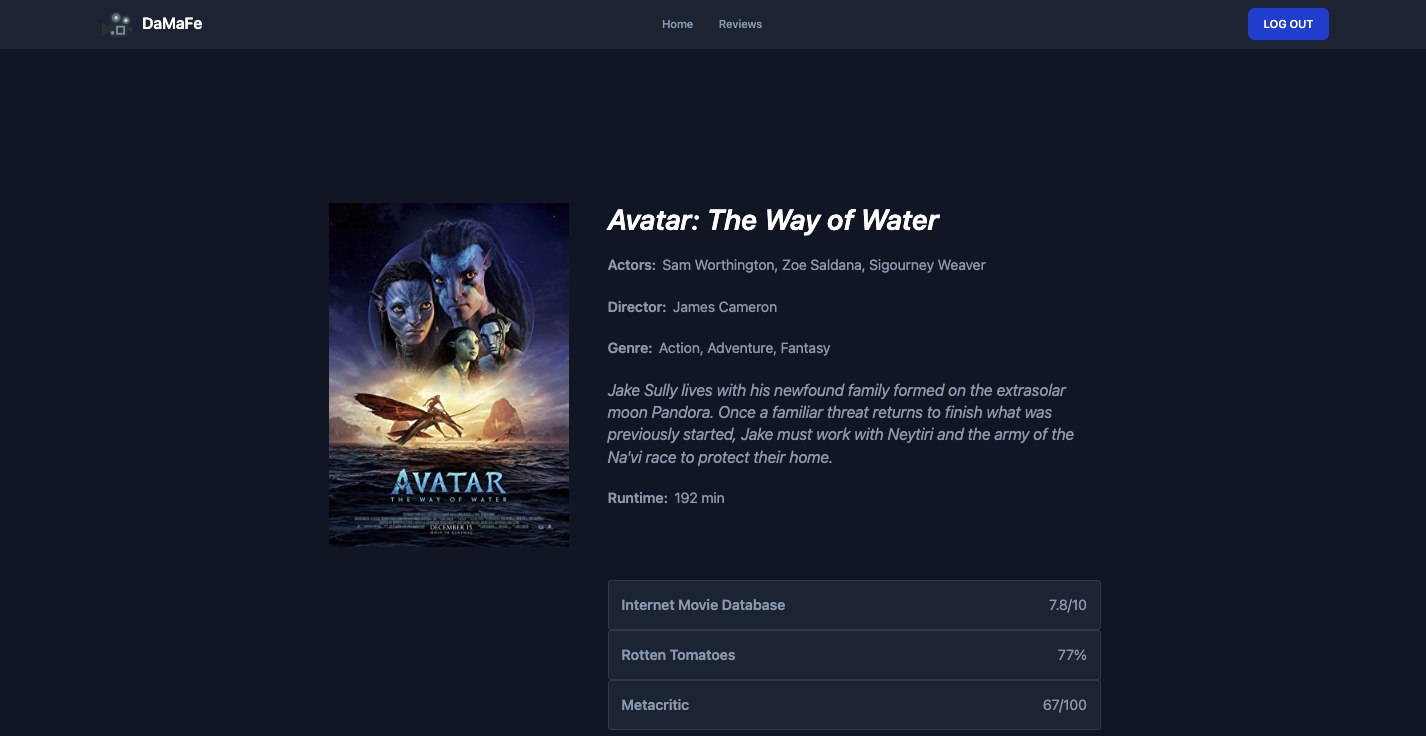 DaMaFe
Home
Reviews
LOG OUT
Avatar: The Way of Water
Actors: Sam Worthington, Zoe Saldana, Sigourney Weaver
Director: James Cameron
Genre: Action, Adventure, Fantasy
Jake Sully lives with his newfound family formed on the extrasolar
moon Pandora. Once a familiar threat returns to finish what was
previously started, Jake must work with Neytiri and the army of the
Na'vi race to protect their home.
Runtime: 192 min
AVATAR
THE WAY OF WATER
DECEMBER 15
Internet Movie Database 7.8/10
Rotten Tomatoes 77%
Metacritic 67/100